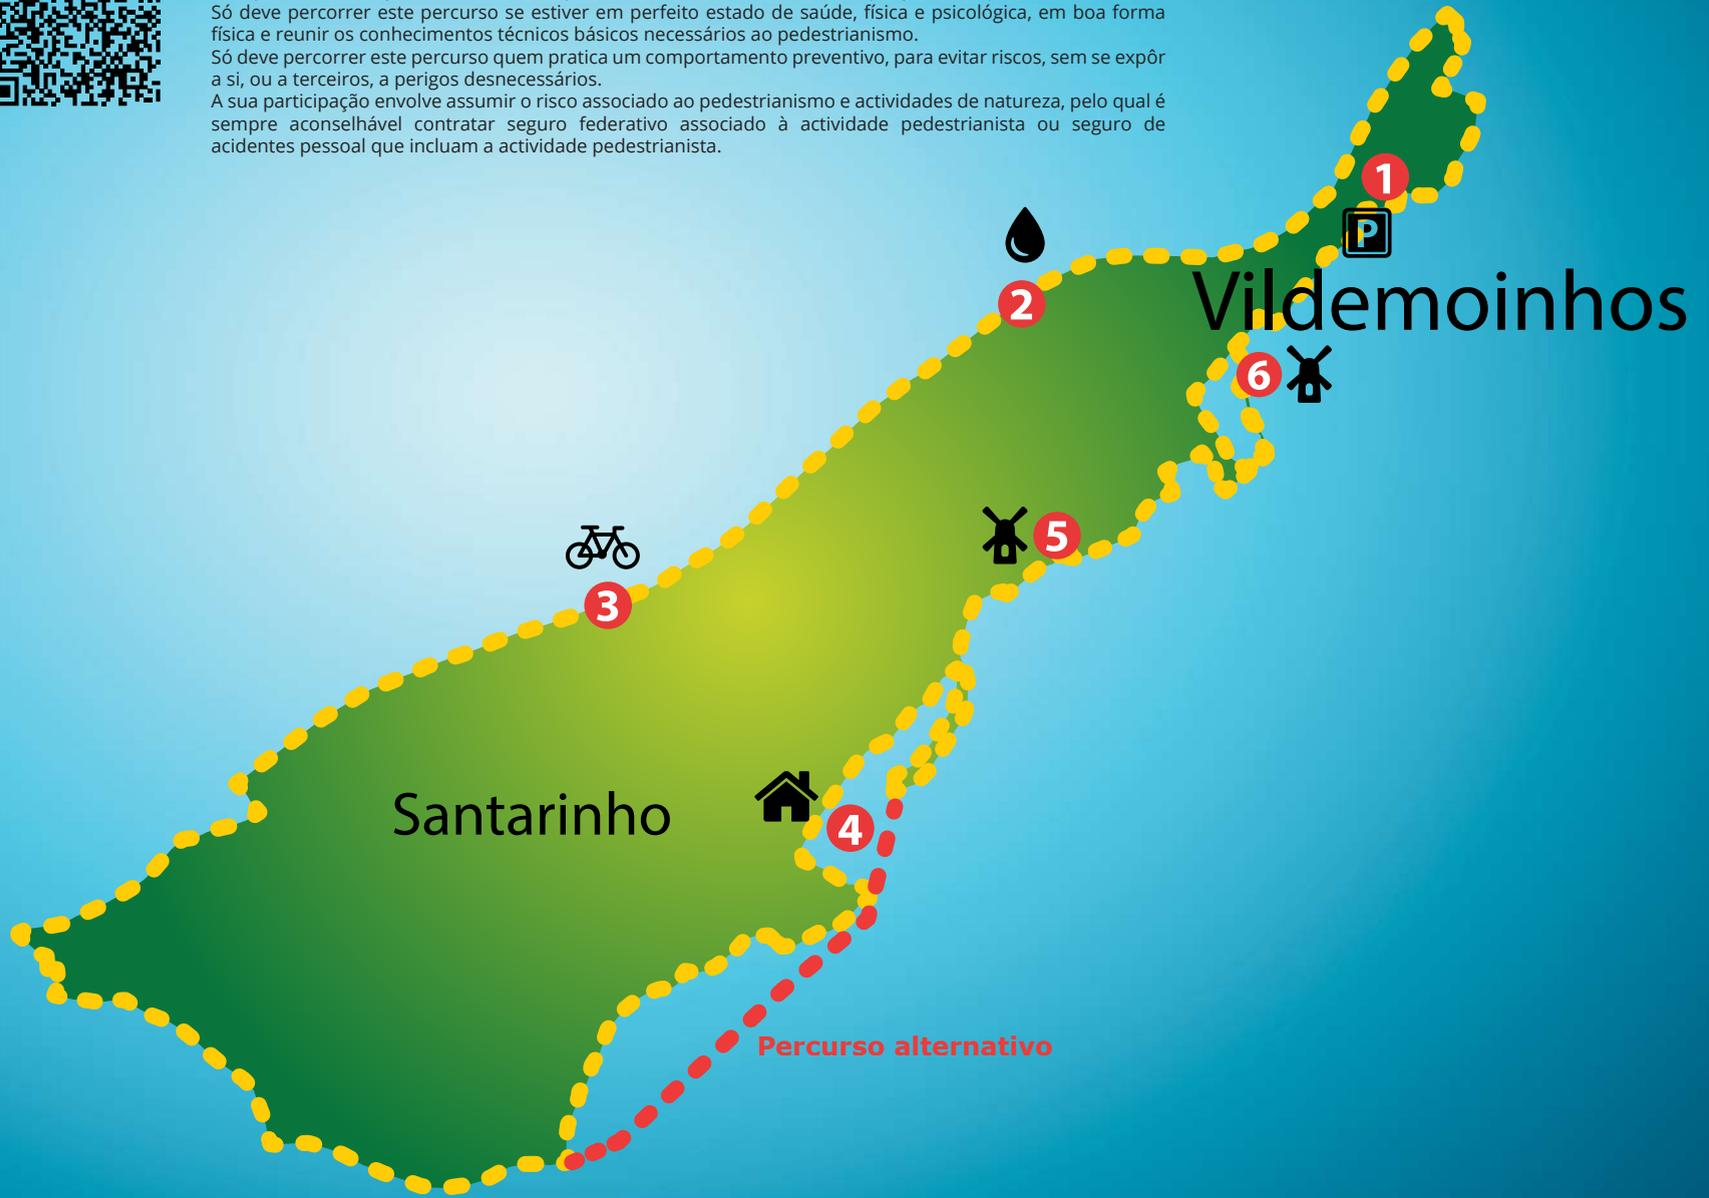 Só deve percorrer este percurso se estiver em perfeito estado de saúde, física e psicológica, em boa forma
física e reunir os conhecimentos técnicos básicos necessários ao pedestrianismo.
Só deve percorrer este percurso quem pratica um comportamento preventivo, para evitar riscos, sem se expôr
a si, ou a terceiros, a perigos desnecessários.
A sua participação envolve assumir o risco associado ao pedestrianismo e actividades de natureza, pelo qual é
sempre aconselhável contratar seguro federativo associado à actividade pedestrianista ou seguro de
acidentes pessoal que incluam a actividade pedestrianista.
1
P
2
Vildemoinhos
6
5
3
Santarinho
4
Percurso alternativo